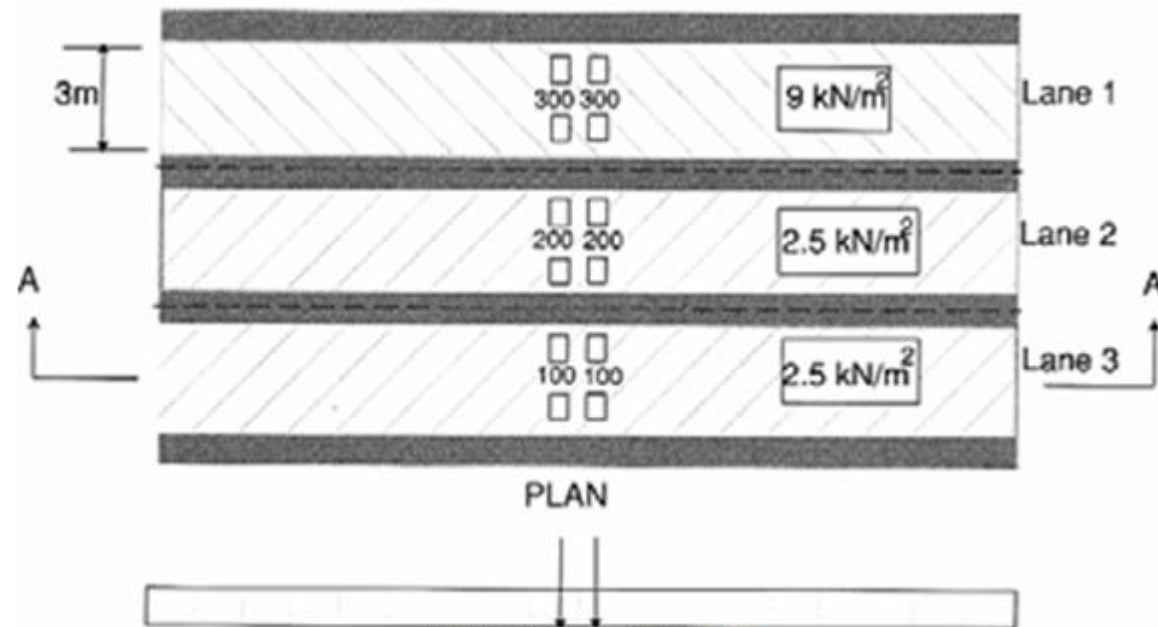 3m
300 300
9 kN/m²
Lane 1
200 200
2.5 kN/m²
Lane 2
A
A
100 100
2.5 kN/m²
Lane 3
PLAN